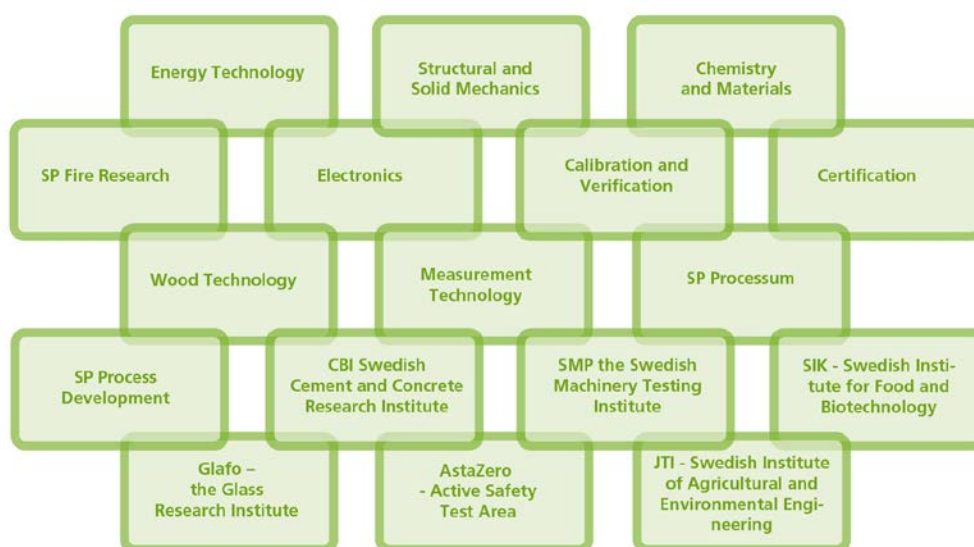 Energy Technology
Structural and
Solid Mechanics
Chemistry
and Materials
SP Fire Research
Electronics
Calibration and
Verification
Certification
Wood Technology
Measurement
Technology
SP Processum
SP Process
Development
CBI Swedish
Cement and Concrete
Research Institute
SMP the Swedish
Machinery Testing
Institute
SIK - Swedish Insti-
tute for Food and
Biotechnology
Glafo –
the Glass
Research Institute
AstaZero
- Active Safety
Test Area
JTI - Swedish Institute
of Agricultural and
Environmental Engi-
neering